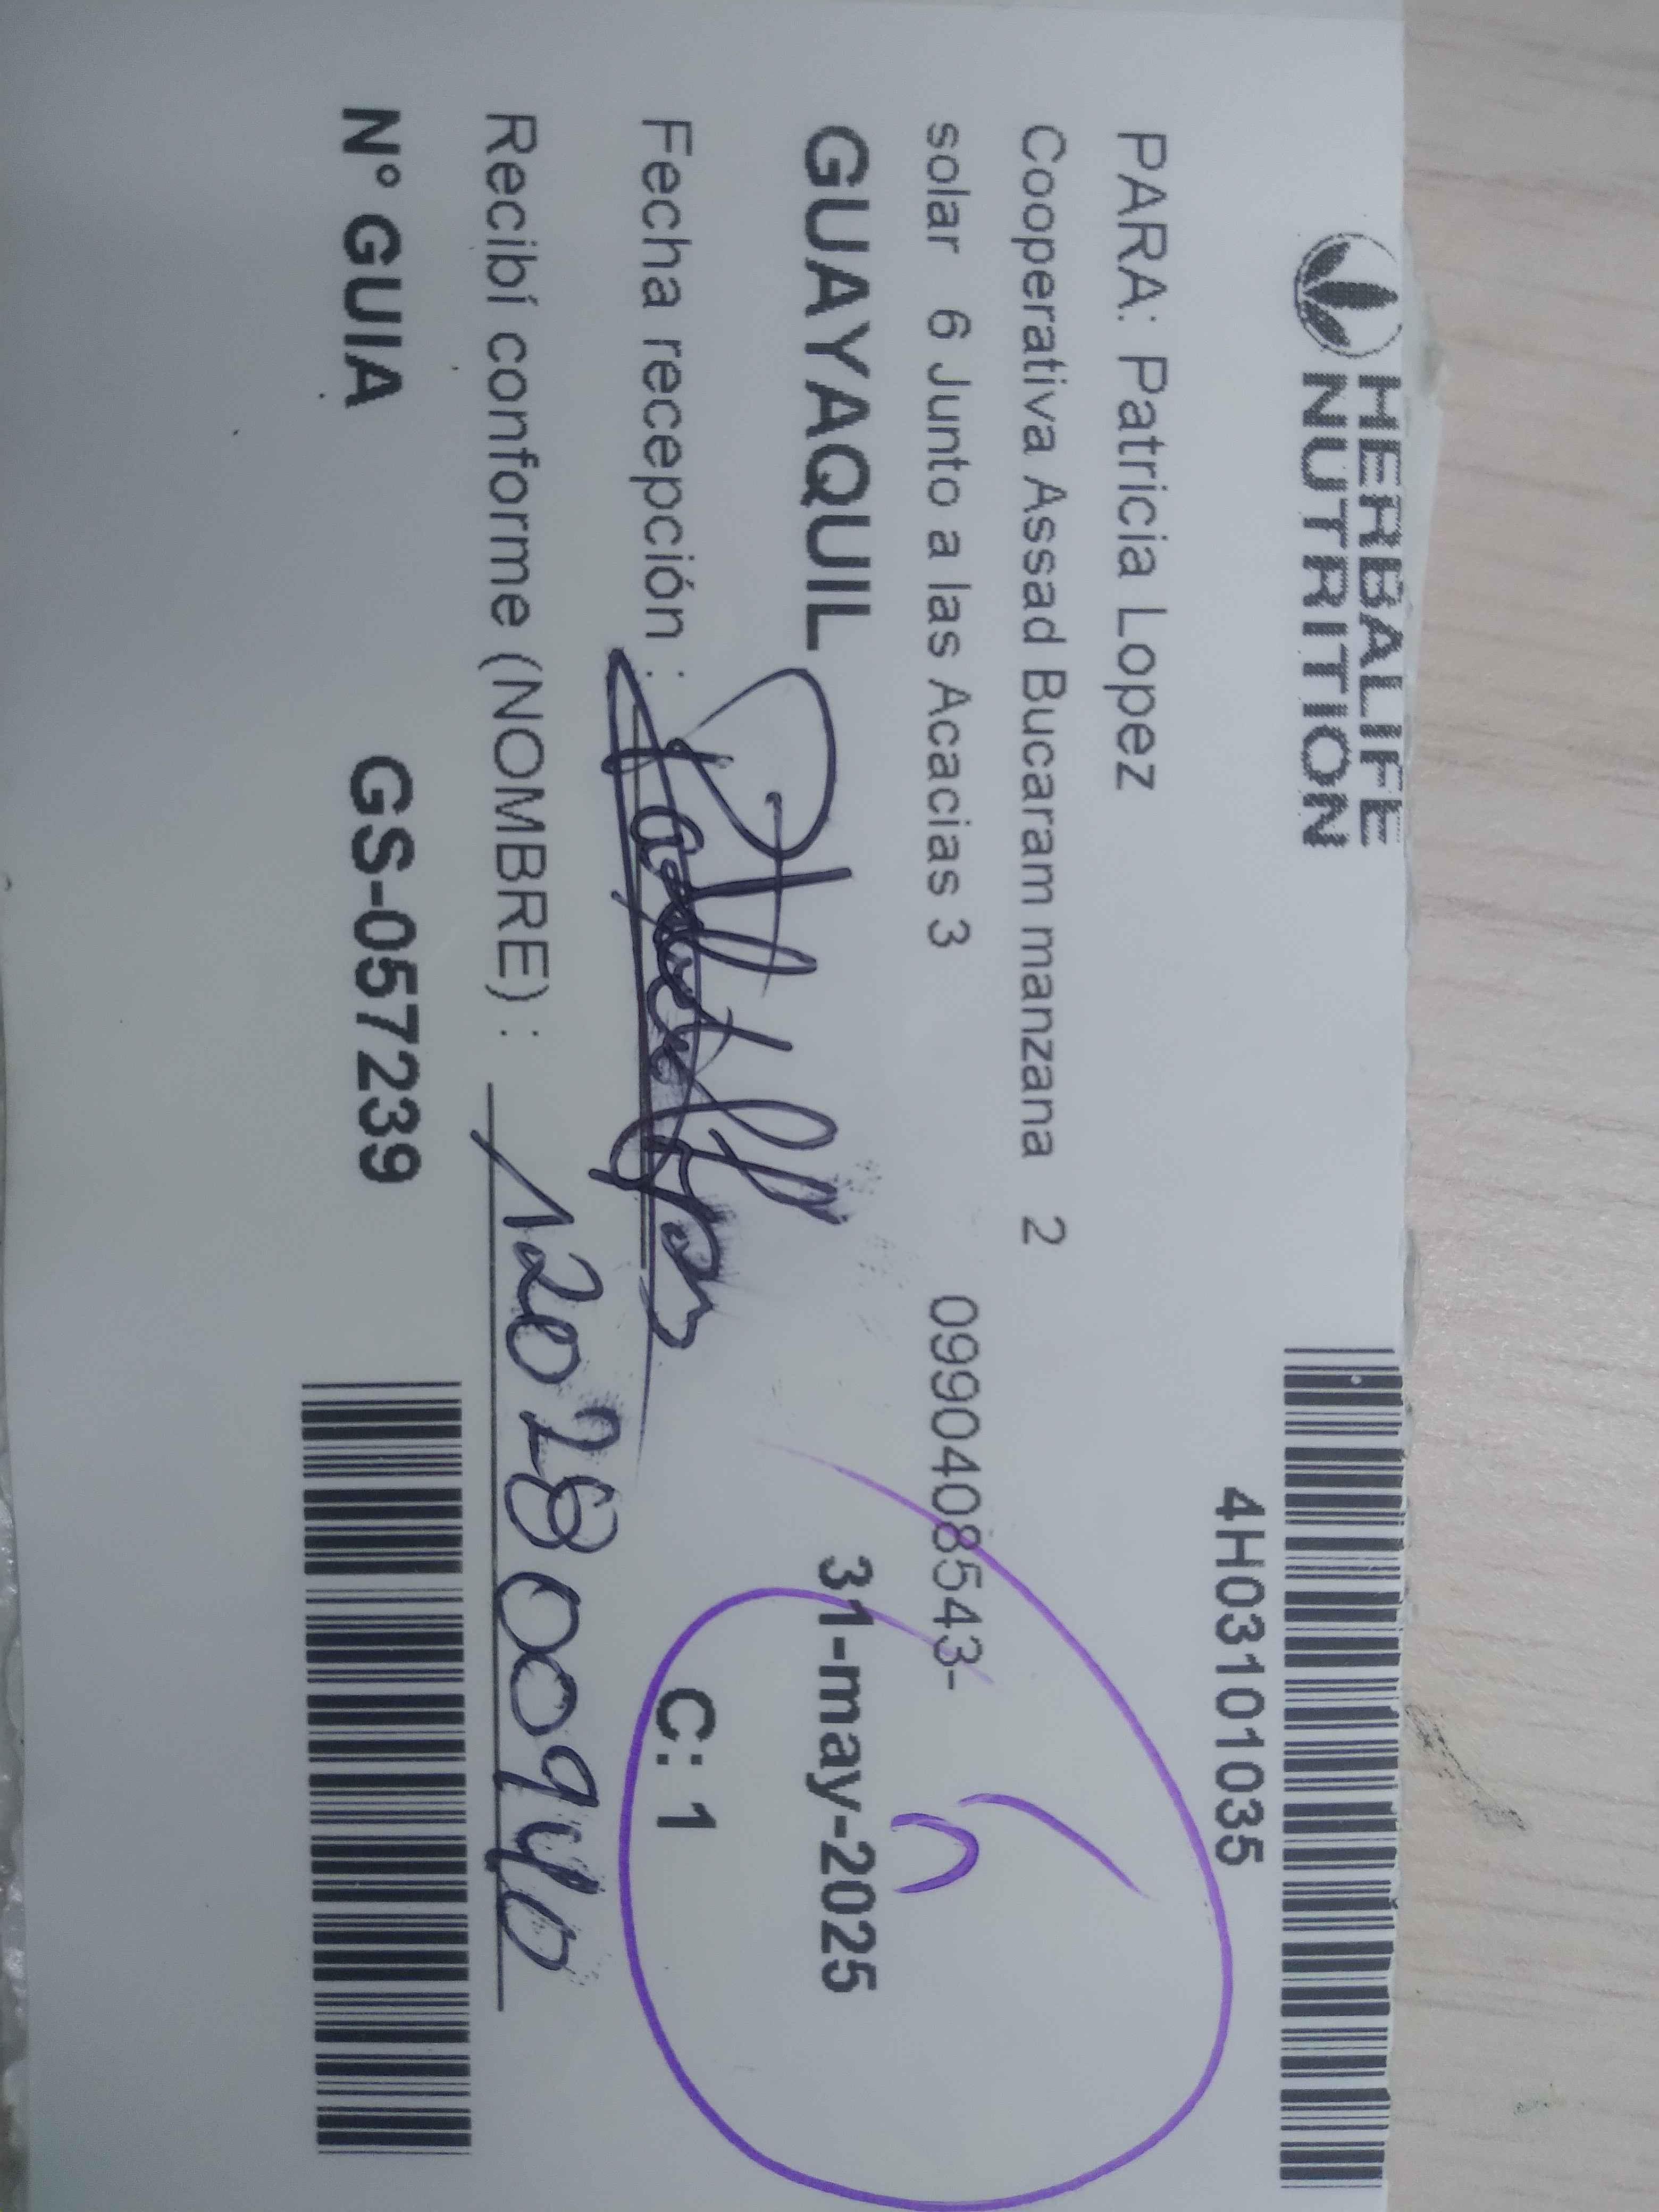 HERBALIFE
NUTRITION
4H03101035
PARA: Patricia Lopez
Cooperativa Assad Bucaram manzana 2
solar 6 Junto a las Acacias 3 0990408543-
GUAYAQUIL 31-may-2025
Fecha recepción :
C: 1
Recibí conforme (NOMBRE) : 1202800940
N° GUIA GS-057239